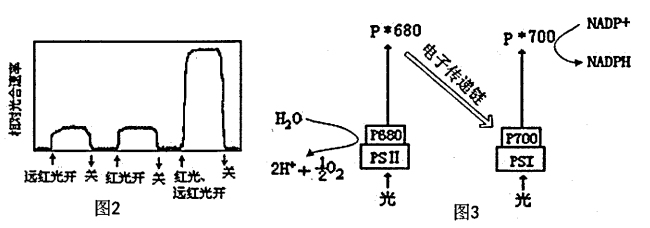 相对光合速率
远红光开 关 红光开 关 红光、远红光开 关
图2
P*680
电子传递链
P*700
NADP+
NADPH
H₂O
2H⁺+½O₂
P680
PSⅡ
光
P700
PSⅠ
光
图3